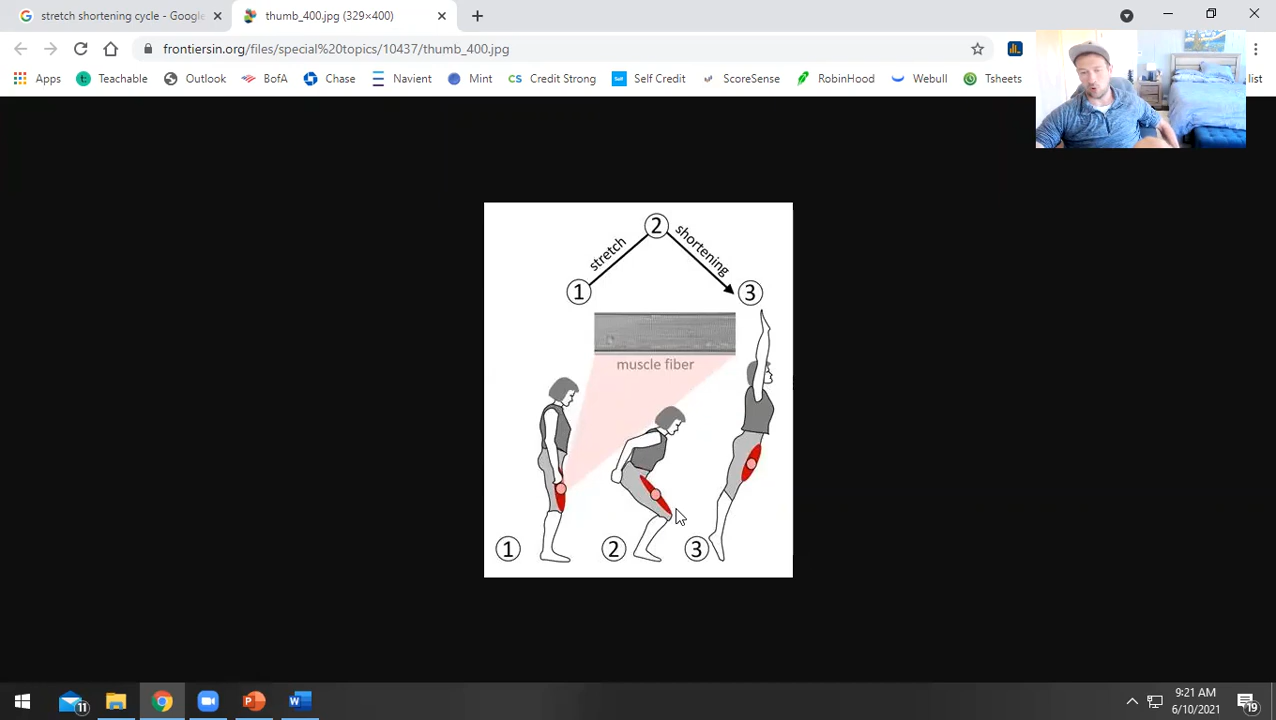 stretch shortening cycle - Google
thumb_400.jpg (329×400)
frontiersin.org/files/special%20topics/10437/thumb_400.jpg
Apps
Teachable
Outlook
BofA
Chase
Navient
Mint
CS Credit Strong
Self Self Credit
ScoreSense
RobinHood
Webull
Tsheets
list
2
stretch
shortening
1
3
muscle fiber
1
2
3
11
P
W
9:21 AM
6/10/2021
19